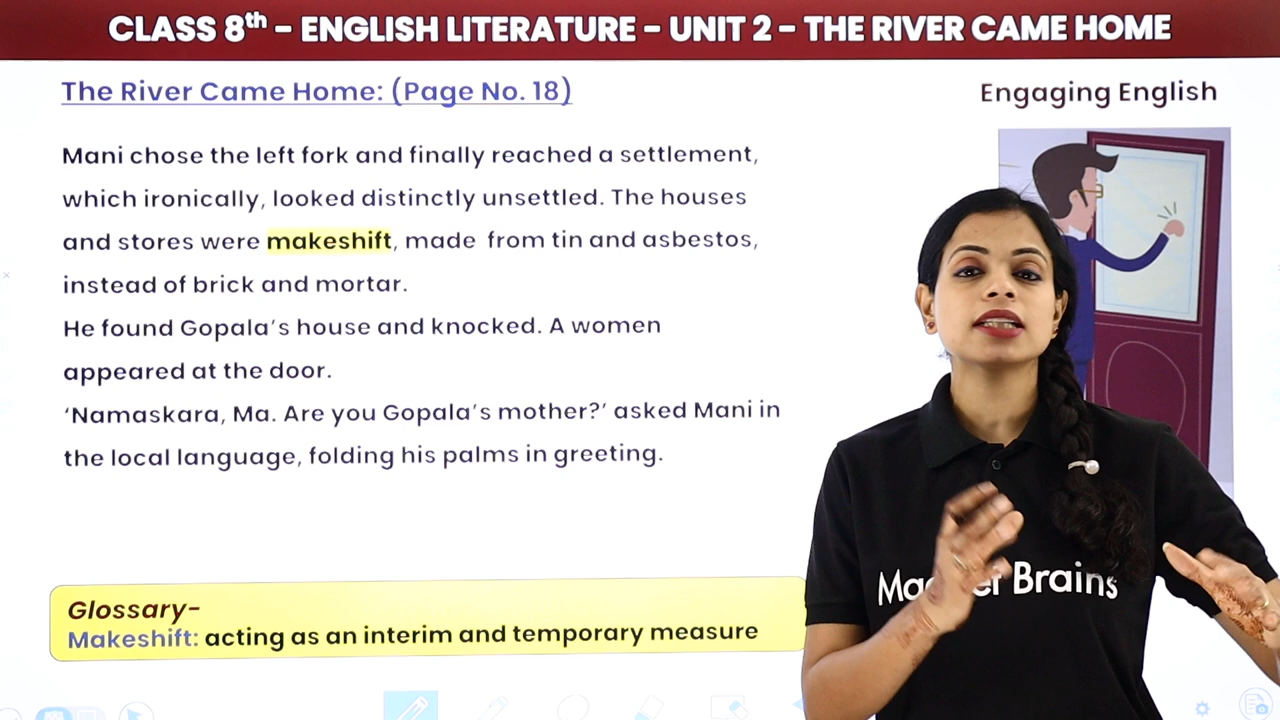 CLASS 8th – ENGLISH LITERATURE – UNIT 2 – THE RIVER CAME HOME
The River Came Home: (Page No. 18)
Engaging English
Mani chose the left fork and finally reached a settlement,
which ironically, looked distinctly unsettled. The houses
and stores were makeshift, made from tin and asbestos,
instead of brick and mortar.
He found Gopala's house and knocked. A women
appeared at the door.
'Namaskara, Ma. Are you Gopala's mother?' asked Mani in
the local language, folding his palms in greeting.
Glossary-
Makeshift: acting as an interim and temporary measure
Brains